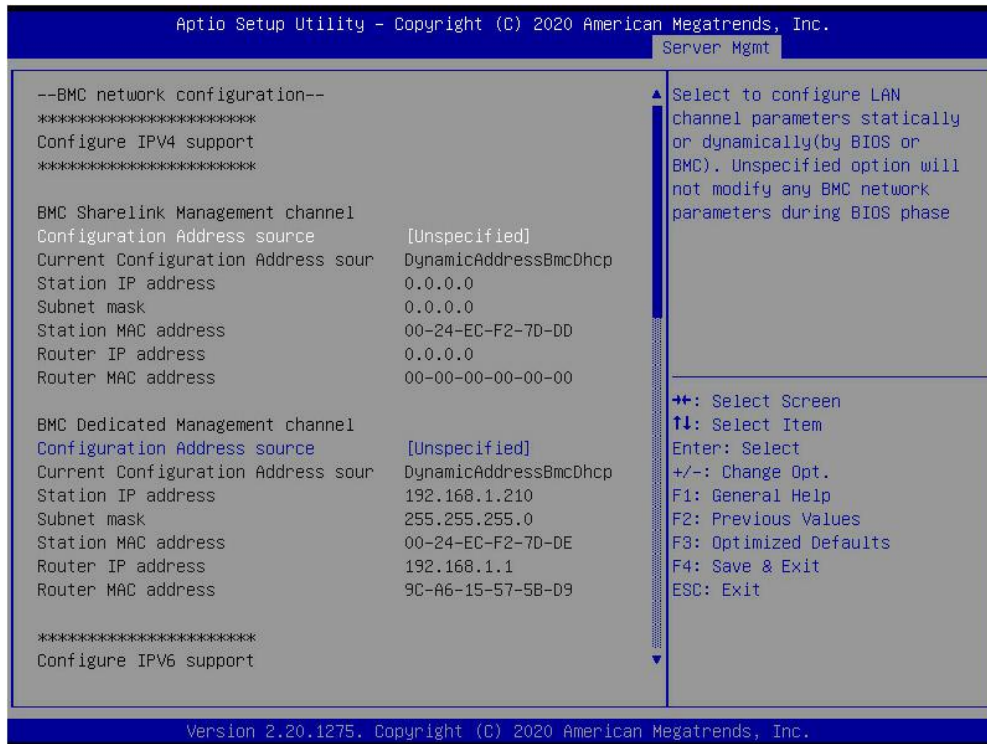 Aptio Setup Utility – Copyright (C) 2020 American Megatrends, Inc.
Server Mgmt
--BMC network configuration--
************************
Configure IPV4 support
************************
BMC Sharelink Management channel
Configuration Address source [Unspecified]
Current Configuration Address sour DynamicAddressBmcDhcp
Station IP address 0.0.0.0
Subnet mask 0.0.0.0
Station MAC address 00-24-EC-F2-7D-DD
Router IP address 0.0.0.0
Router MAC address 00-00-00-00-00-00
BMC Dedicated Management channel
Configuration Address source [Unspecified]
Current Configuration Address sour DynamicAddressBmcDhcp
Station IP address 192.168.1.210
Subnet mask 255.255.255.0
Station MAC address 00-24-EC-F2-7D-DE
Router IP address 192.168.1.1
Router MAC address 9C-A6-15-57-5B-D9
************************
Configure IPV6 support
Select to configure LAN
channel parameters statically
or dynamically(by BIOS or
BMC). Unspecified option will
not modify any BMC network
parameters during BIOS phase
→←: Select Screen
↑↓: Select Item
Enter: Select
+/-: Change Opt.
F1: General Help
F2: Previous Values
F3: Optimized Defaults
F4: Save & Exit
ESC: Exit
Version 2.20.1275. Copyright (C) 2020 American Megatrends, Inc.